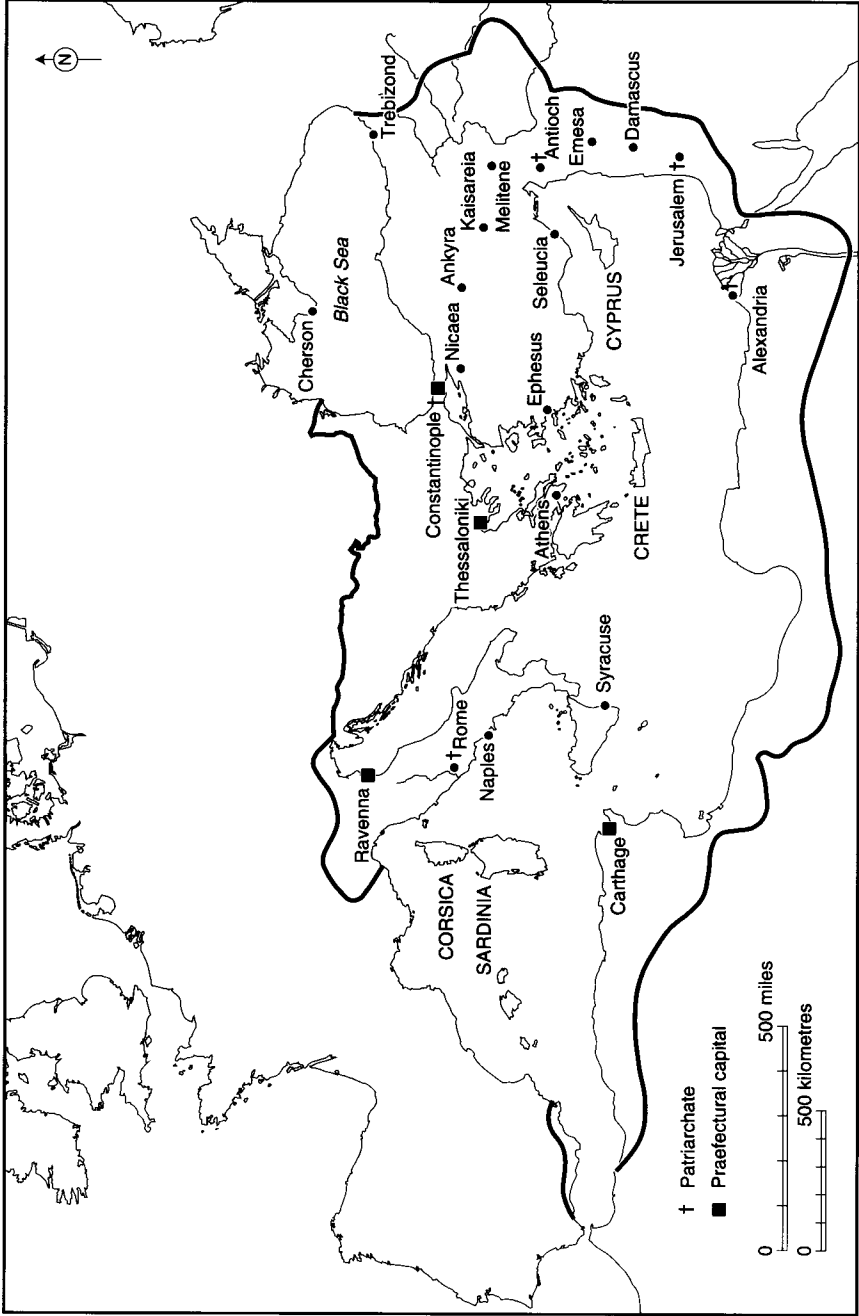 N
Trebizond
Cherson
Black Sea
Kaisareia
Melitene
Ankyra
Nicaea
Constantinople †
Antioch
†
Emesa
Damascus
Seleucia
CYPRUS
Jerusalem †
Ephesus
Thessaloniki
Athens
CRETE
†
Alexandria
Ravenna
† Rome
Naples
Syracuse
CORSICA
SARDINIA
Carthage
† Patriarchate
■ Praefectural capital
0 500 miles
0 500 kilometres